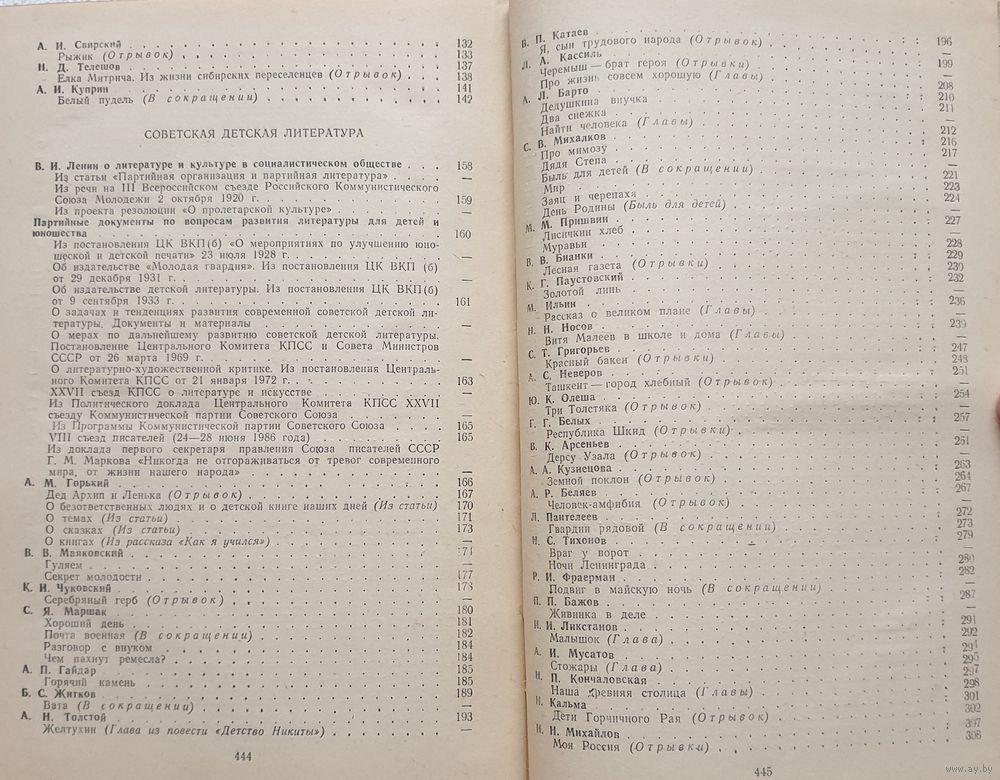 А. И. Свирский 132
Рыжик (Отрывок) 133
Н. Д. Телешов 137
Елка Митрича. Из жизни сибирских переселенцев (Отрывок) 138
А. И. Куприн 141
Белый пудель (В сокращении) 142
СОВЕТСКАЯ ДЕТСКАЯ ЛИТЕРАТУРА
В. И. Ленин о литературе и культуре в социалистическом обществе 158
Из статьи «Партийная организация и партийная литература» —
Из речи на III Всероссийском съезде Российского Коммунистического
Союза Молодежи 2 октября 1920 г. 159
Из проекта резолюции «О пролетарской культуре» —
Партийные документы по вопросам развития литературы для детей и
юношества 160
Из постановления ЦК ВКП(б) «О мероприятиях по улучшению юно-
шеской и детской печати» 23 июля 1928 г. —
Об издательстве «Молодая гвардия». Из постановления ЦК ВКП (б)
от 29 декабря 1931 г. —
Об издательстве детской литературы. Из постановления ЦК ВКП(б)
от 9 сентября 1933 г. 161
О задачах и тенденциях развития современной советской детской ли-
тературы. Документы и материалы —
О мерах по дальнейшему развитию советской детской литературы.
Постановление Центрального Комитета КПСС и Совета Министров
СССР от 26 марта 1969 г. —
О литературно-художественной критике. Из постановления Централь-
ного Комитета КПСС от 21 января 1972 г. 163
XXVII съезд КПСС о литературе и искусстве —
Из Политического доклада Центрального Комитета КПСС XXVII
съезду Коммунистической партии Советского Союза —
Из Программы Коммунистической партии Советского Союза 165
VIII съезд писателей (24—28 июня 1986 года) 165
Из доклада первого секретаря правления Союза писателей СССР
Г. М. Маркова «Никогда не отгораживаться от тревог современного
мира, от жизни нашего народа» —
А. М. Горький 166
Дед Архип и Ленька (Отрывок) 167
О безответственных людях и о детской книге наших дней (Из статьи) 170
О темах (Из статьи) 171
О сказках (Из статьи) 173
О книгах (Из рассказа «Как я учился») —
В. В. Маяковский 174
Гуляем —
Секрет молодости 177
К. И. Чуковский 178
Серебряный герб (Отрывок) —
С. Я. Маршак 180
Хороший день 181
Почта военная (В сокращении) 182
Разговор с внуком 184
Чем пахнут ремесла? 184
А. П. Гайдар 185
Горячий камень 185
Б. С. Житков 189
Вата (В сокращении) —
А. Н. Толстой 193
Желтухин (Глава из повести «Детство Никиты») —
444
В. П. Катаев 196
Я, сын трудового народа (Отрывок) —
Л. А. Кассиль 199
Черемыш — брат героя (Отрывки) —
Про жизнь совсем хорошую (Главы) 208
А. Л. Барто 210
Дедушкина внучка 211
Два снежка —
Найти человека (Главы) 212
С. В. Михалков 216
Про мимозу 217
Дядя Степа —
Быль для детей (В сокращении) 221
Мир 223
Заяц и черепаха 224
День Родины (Быль для детей) —
М. М. Пришвин 227
Лисичкин хлеб —
Муравьи 228
В. В. Бианки 229
Лесная газета (Отрывки) 230
К. Г. Паустовский 232
Золотой линь —
М. Ильин 236
Рассказ о великом плане (Главы) —
Н. Н. Носов 239
Витя Малеев в школе и дома (Главы) —
С. Т. Григорьев 247
Красный бакен (Отрывки) 248
А. С. Неверов 251
Ташкент — город хлебный (Отрывок) —
Ю. К. Олеша 254
Три Толстяка (Отрывок) —
Г. Г. Белых 257
Республика Шкид (Отрывки) —
В. К. Арсеньев 261
Дерсу Узала (Отрывок) —
А. А. Кузнецова 263
Земной поклон (Отрывок) 264
А. Р. Беляев 267
Человек-амфибия (Отрывок) —
Л. Пантелеев 272
Гвардии рядовой (В сокращении) 273
Н. С. Тихонов 279
Враг у ворот —
Ночи Ленинграда 280
Р. И. Фраерман 282
Подвиг в майскую ночь (В сокращении) —
П. П. Бажов 287
Живинка в деле —
И. И. Ликстанов 291
Малышок (Глава) 292
А. И. Мусатов 294
Стожары (Глава) 295
Н. П. Кончаловская 297
Наша древняя столица (Главы) 298
Н. Кальма 301
Дети Горчичного Рая (Отрывок) 302
Н. Н. Михайлов 307
Моя Россия (Отрывки) 308
445
www.ay.by